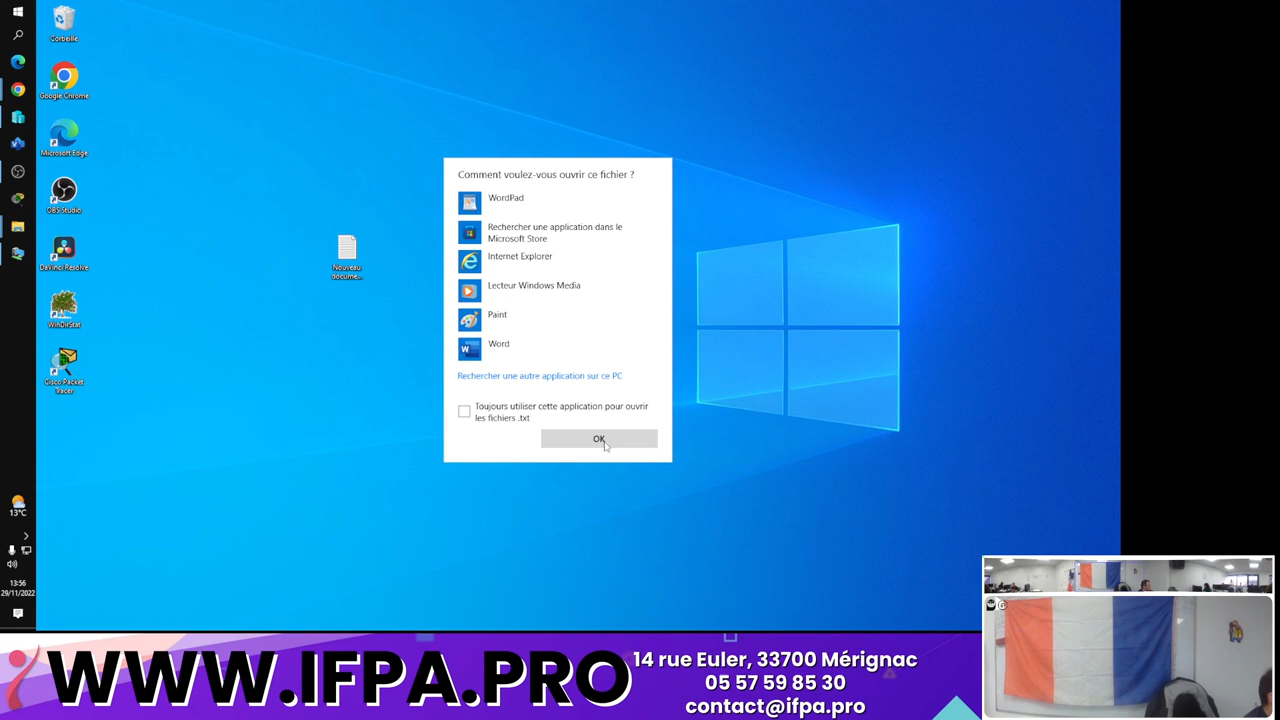 Corbeille
Google Chrome
Microsoft Edge
OBS Studio
DaVinci Resolve
WinDirStat
Cisco Packet
Tracer
Nouveau
docume...
Comment voulez-vous ouvrir ce fichier ?
WordPad
Rechercher une application dans le
Microsoft Store
Internet Explorer
Lecteur Windows Media
Paint
Word
Rechercher une autre application sur ce PC
Toujours utiliser cette application pour ouvrir
les fichiers .txt
OK
13°C
13:56
29/11/2022
WWW.IFPA.PRO
14 rue Euler, 33700 Mérignac
05 57 59 85 30
contact@ifpa.pro